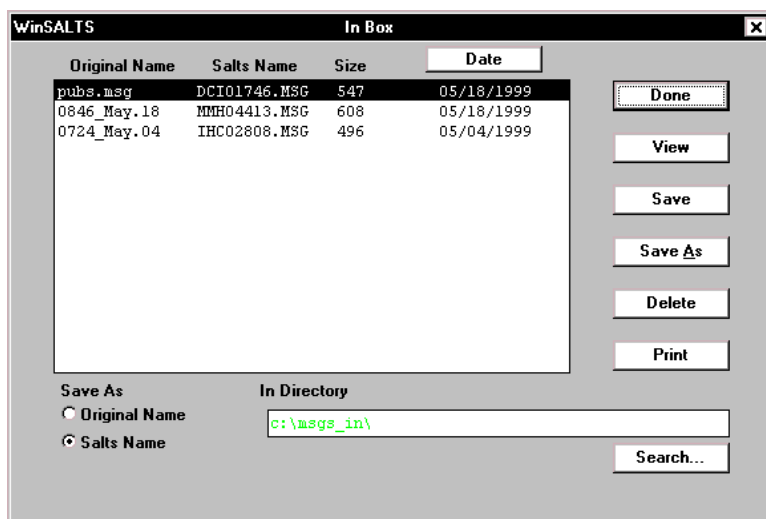 WinSALTS In Box
Original Name Salts Name Size Date
pubs.msg DCI01746.MSG 547 05/18/1999
0846_May.18 MMH04413.MSG 608 05/18/1999
0724_May.04 IHC02808.MSG 496 05/04/1999
Done
View
Save
Save As
Delete
Print
Save As
Original Name
Salts Name
In Directory
c:\msgs_in\
Search...